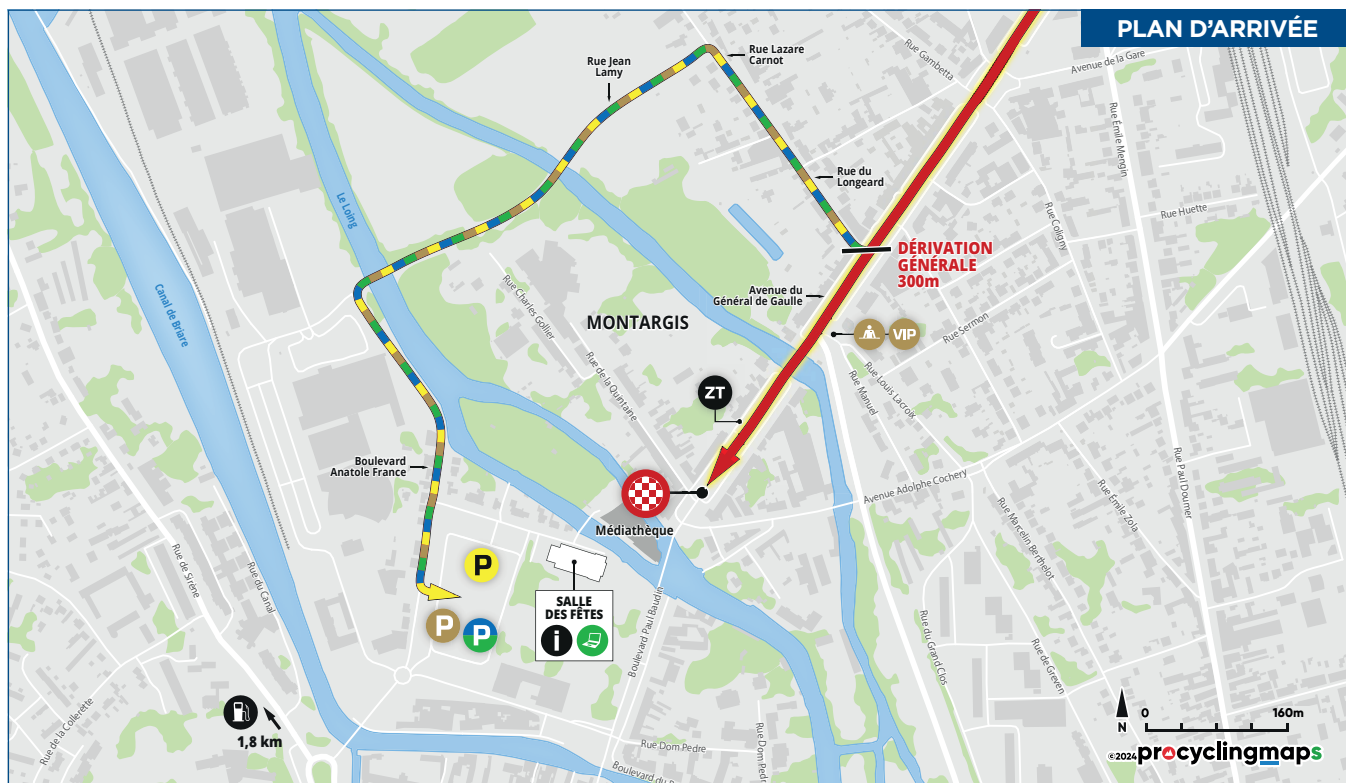 PLAN D'ARRIVÉE
Rue Lazare
Carnot
Rue Jean
Lamy
Rue Gambetta
Avenue de la Gare
Rue Émile Mengin
Rue du
Longeard
Rue Huette
Rue Coligny
Le Loing
DÉRIVATION
GÉNÉRALE
300m
Canal de Briare
Avenue du
Général de Gaulle
Rue Charles Gollier
MONTARGIS
VIP
Rue Sermon
Rue de la Quintaine
Rue Louis Lacroix
Rue Manuel
ZT
Boulevard
Anatole France
Rue Paul Doumer
Avenue Adolphe Cochery
Médiathèque
Rue Émile Zola
Rue Marcelin Berthelot
Rue de Sirène
Rue du Canal
P
SALLE
DES FÊTES
i
P
P
Boulevard Paul Baudin
Rue du Grand Clos
Rue de Greven
Rue de la Collerette
1,8 km
N
0
160m
Rue Dom Pedre
Rue Dom Pedre
Boulevard du
©2024 procyclingmaps